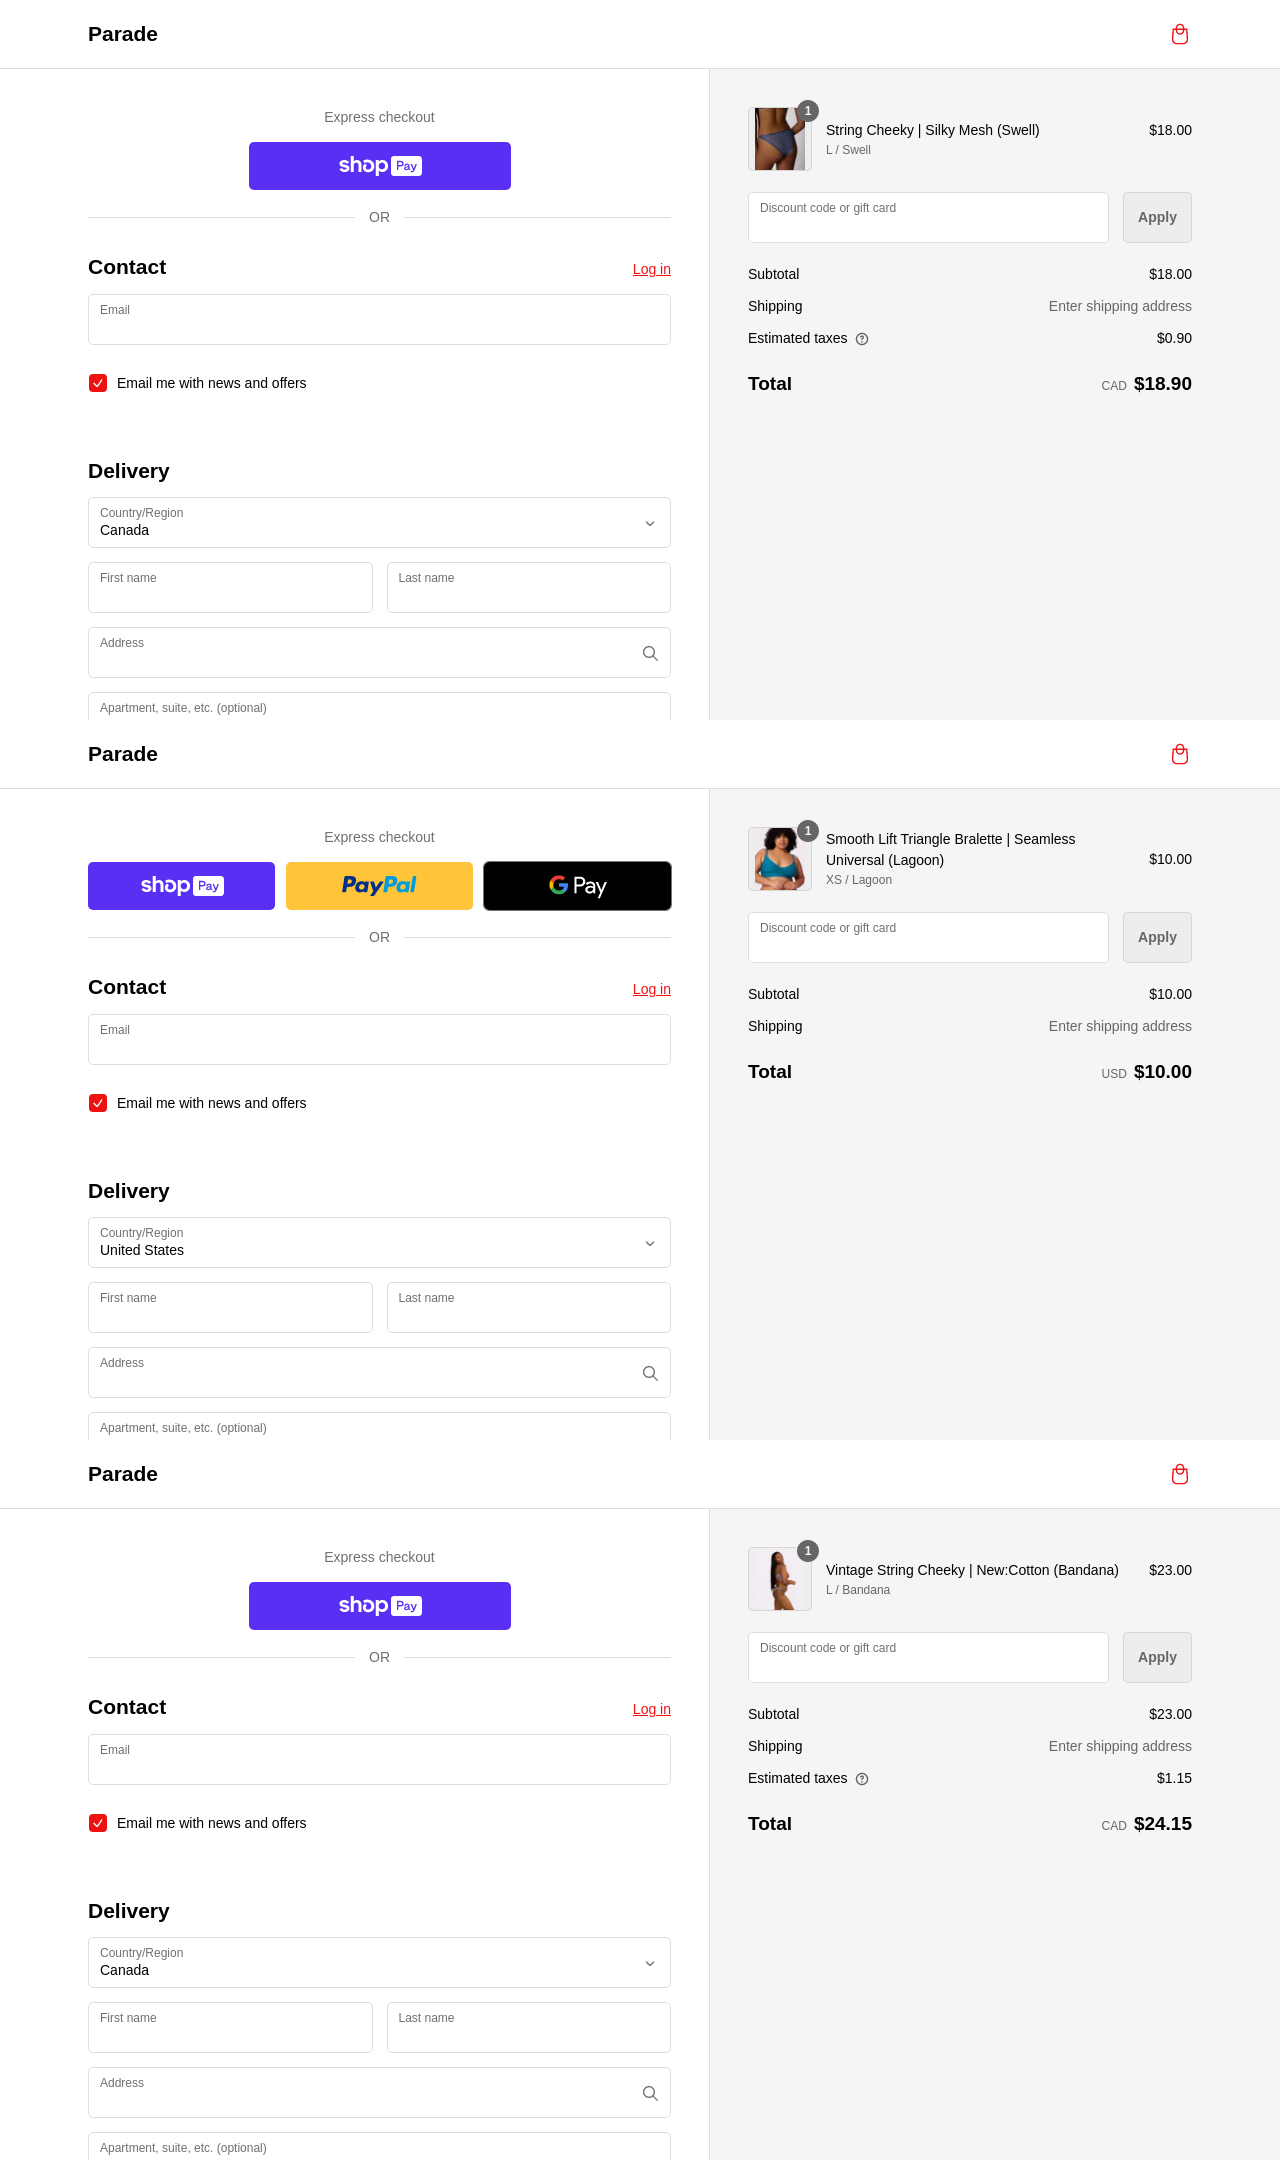 Parade
Express checkout
shop Pay
OR
Contact
Log in
Email
Email me with news and offers
Delivery
Country/Region
Canada
First name
Last name
Address
Apartment, suite, etc. (optional)
1
String Cheeky | Silky Mesh (Swell)
L / Swell
$18.00
Discount code or gift card
Apply
Subtotal
$18.00
Shipping
Enter shipping address
Estimated taxes
$0.90
Total
CAD $18.90
Parade
Express checkout
shop Pay
PayPal
G Pay
OR
Contact
Log in
Email
Email me with news and offers
Delivery
Country/Region
United States
First name
Last name
Address
Apartment, suite, etc. (optional)
1
Smooth Lift Triangle Bralette | Seamless
Universal (Lagoon)
XS / Lagoon
$10.00
Discount code or gift card
Apply
Subtotal
$10.00
Shipping
Enter shipping address
Total
USD $10.00
Parade
Express checkout
shop Pay
OR
Contact
Log in
Email
Email me with news and offers
Delivery
Country/Region
Canada
First name
Last name
Address
Apartment, suite, etc. (optional)
1
Vintage String Cheeky | New:Cotton (Bandana)
L / Bandana
$23.00
Discount code or gift card
Apply
Subtotal
$23.00
Shipping
Enter shipping address
Estimated taxes
$1.15
Total
CAD $24.15